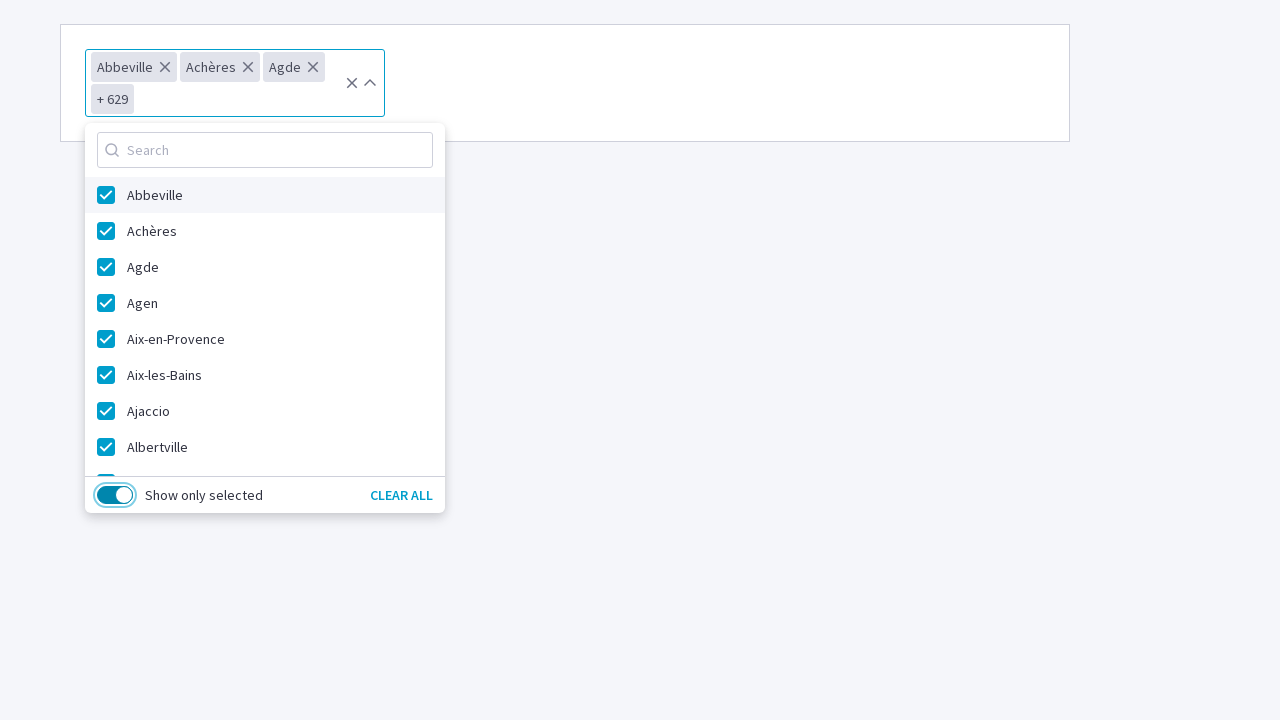 Abbeville Achères Agde
+ 629
Search
Abbeville
Achères
Agde
Agen
Aix-en-Provence
Aix-les-Bains
Ajaccio
Albertville
Show only selected CLEAR ALL